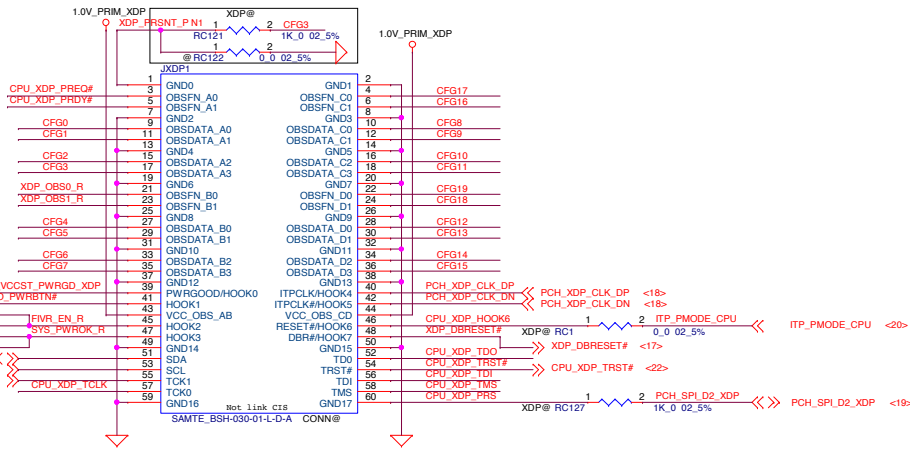 1.0V_PRIM_XDP
XDP_PRSNT_P N1
XDP@
1 2 CFG3
RC121 1K_0 02_5%
1 2
@ RC122 0_0 02_5%
1.0V_PRIM_XDP
JXDP1
1 GND0 GND1 2
CPU_XDP_PREQ# 3 OBSFN_A0 OBSFN_C0 4 CFG17
CPU_XDP_PRDY# 5 OBSFN_A1 OBSFN_C1 6 CFG16
7 GND2 GND3 8
CFG0 9 OBSDATA_A0 OBSDATA_C0 10 CFG8
CFG1 11 OBSDATA_A1 OBSDATA_C1 12 CFG9
13 GND4 GND5 14
CFG2 15 OBSDATA_A2 OBSDATA_C2 16 CFG10
CFG3 17 OBSDATA_A3 OBSDATA_C3 18 CFG11
19 GND6 GND7 20
XDP_OBS0_R 21 OBSFN_B0 OBSFN_D0 22 CFG19
XDP_OBS1_R 23 OBSFN_B1 OBSFN_D1 24 CFG18
25 GND8 GND9 26
CFG4 27 OBSDATA_B0 OBSDATA_D0 28 CFG12
CFG5 29 OBSDATA_B1 OBSDATA_D1 30 CFG13
31 GND10 GND11 32
CFG6 33 OBSDATA_B2 OBSDATA_D2 34 CFG14
CFG7 35 OBSDATA_B3 OBSDATA_D3 36 CFG15
37 GND12 GND13 38
VCCST_PWRGD_XDP 39 PWRGOOD/HOOK0 ITPCLK/HOOK4 40 PCH_XDP_CLK_DP PCH_XDP_CLK_DP <18>
D_PWRBTN# 41 HOOK1 ITPCLK#/HOOK5 42 PCH_XDP_CLK_DN PCH_XDP_CLK_DN <18>
43 VCC_OBS_AB VCC_OBS_CD 44
FIVR_EN_R 45 HOOK2 RESET#/HOOK6 46 CPU_XDP_HOOK6 XDP@ RC1 1 2 ITP_PMODE_CPU 0_0 02_5% ITP_PMODE_CPU <20>
SYS_PWROK_R 47 HOOK3 DBR#/HOOK7 48 XDP_DBRESET#
49 GND14 GND15 50 XDP_DBRESET# <17>
51 SDA TD0 52 CPU_XDP_TDO
53 SCL TRST# 54 CPU_XDP_TRST# CPU_XDP_TRST# <22>
55 TCK1 TDI 56 CPU_XDP_TDI
CPU_XDP_TCLK 57 TCK0 TMS 58 CPU_XDP_TMS
59 GND16 GND17 60 CPU_XDP_PRS XDP@ RC127 1 2 PCH_SPI_D2_XDP 1K_0 02_5% PCH_SPI_D2_XDP <19>
Not link CIS
SAMTE_BSH-030-01-L-D-A CONN@